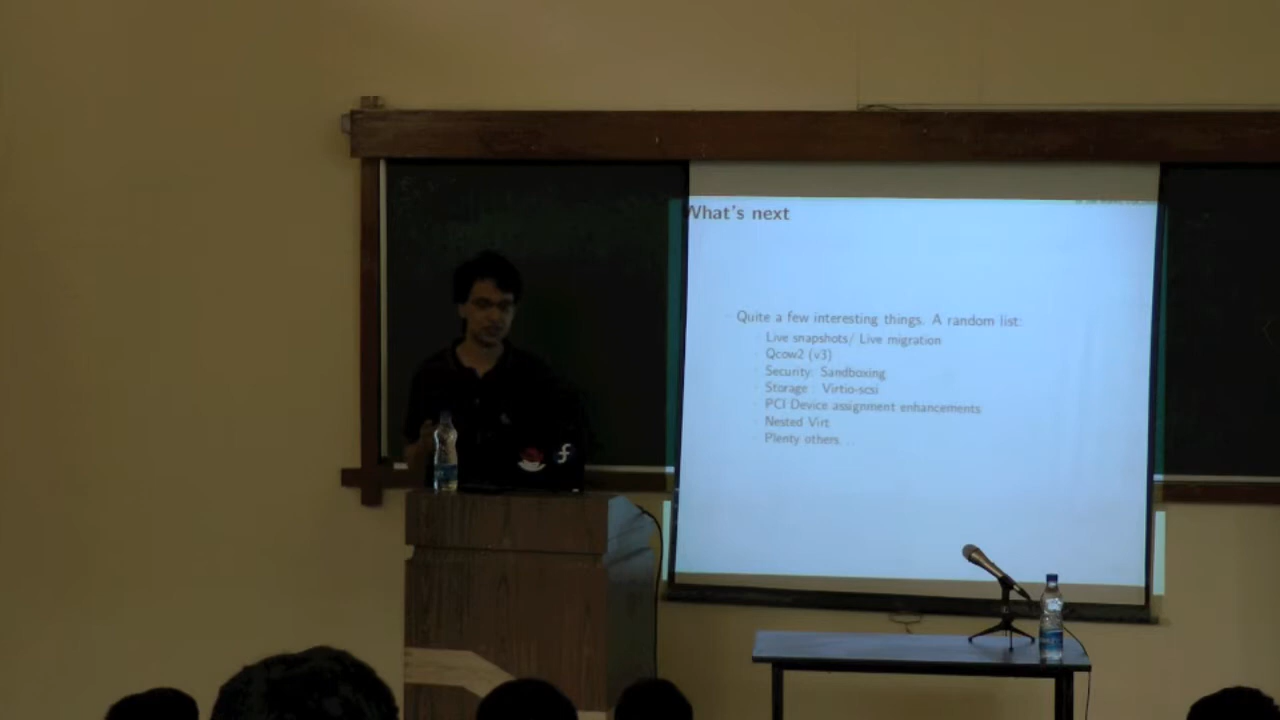 What's next
Quite a few interesting things. A random list:
Live snapshots/ Live migration
Qcow2 (v3)
Security: Sandboxing
Storage : Virtio-scsi
PCI Device assignment enhancements
Nested Virt
Plenty others...